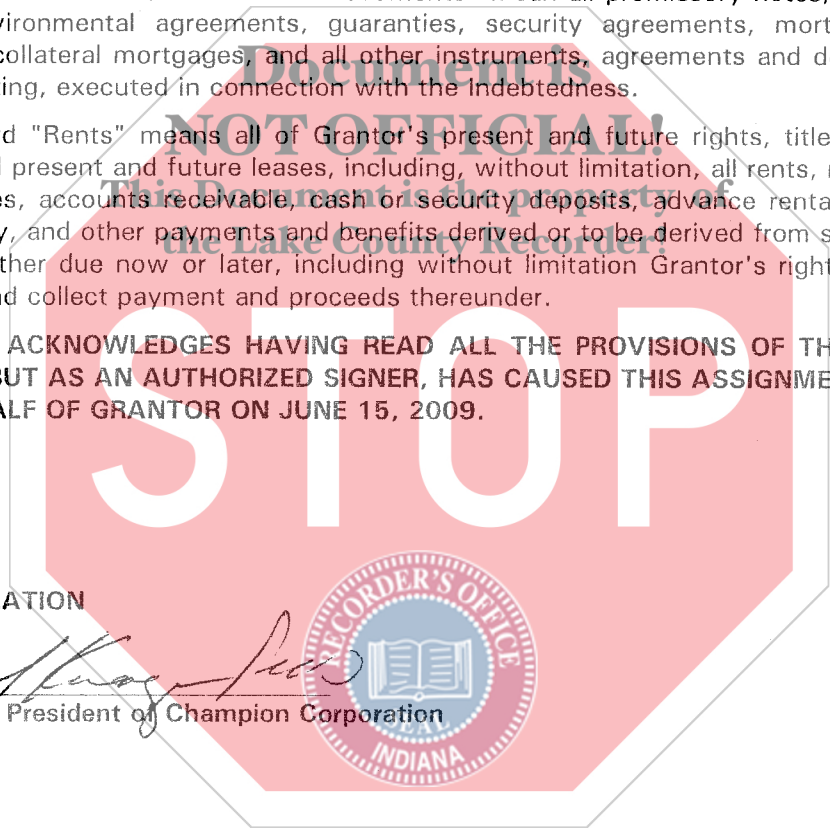 all promissory notes,
vironmental agreements, guaranties, security agreements, mort
collateral mortgages, and all other instruments, agreements and d
ing, executed in connection with the Indebtedness.
Document is
NOT OFFICIAL!
This Document is the property of
the Lake County Recorder!
d "Rents" means all of Grantor's present and future rights, title
present and future leases, including, without limitation, all rents,
es, accounts receivable, cash or security deposits, advance renta
y, and other payments and benefits derived or to be derived from s
ther due now or later, including without limitation Grantor's right
d collect payment and proceeds thereunder.
ACKNOWLEDGES HAVING READ ALL THE PROVISIONS OF TH
BUT AS AN AUTHORIZED SIGNER, HAS CAUSED THIS ASSIGNME
ALF OF GRANTOR ON JUNE 15, 2009.
STOP
ATION
President of Champion Corporation
RECORDER'S OFFICE
SEAL
INDIANA